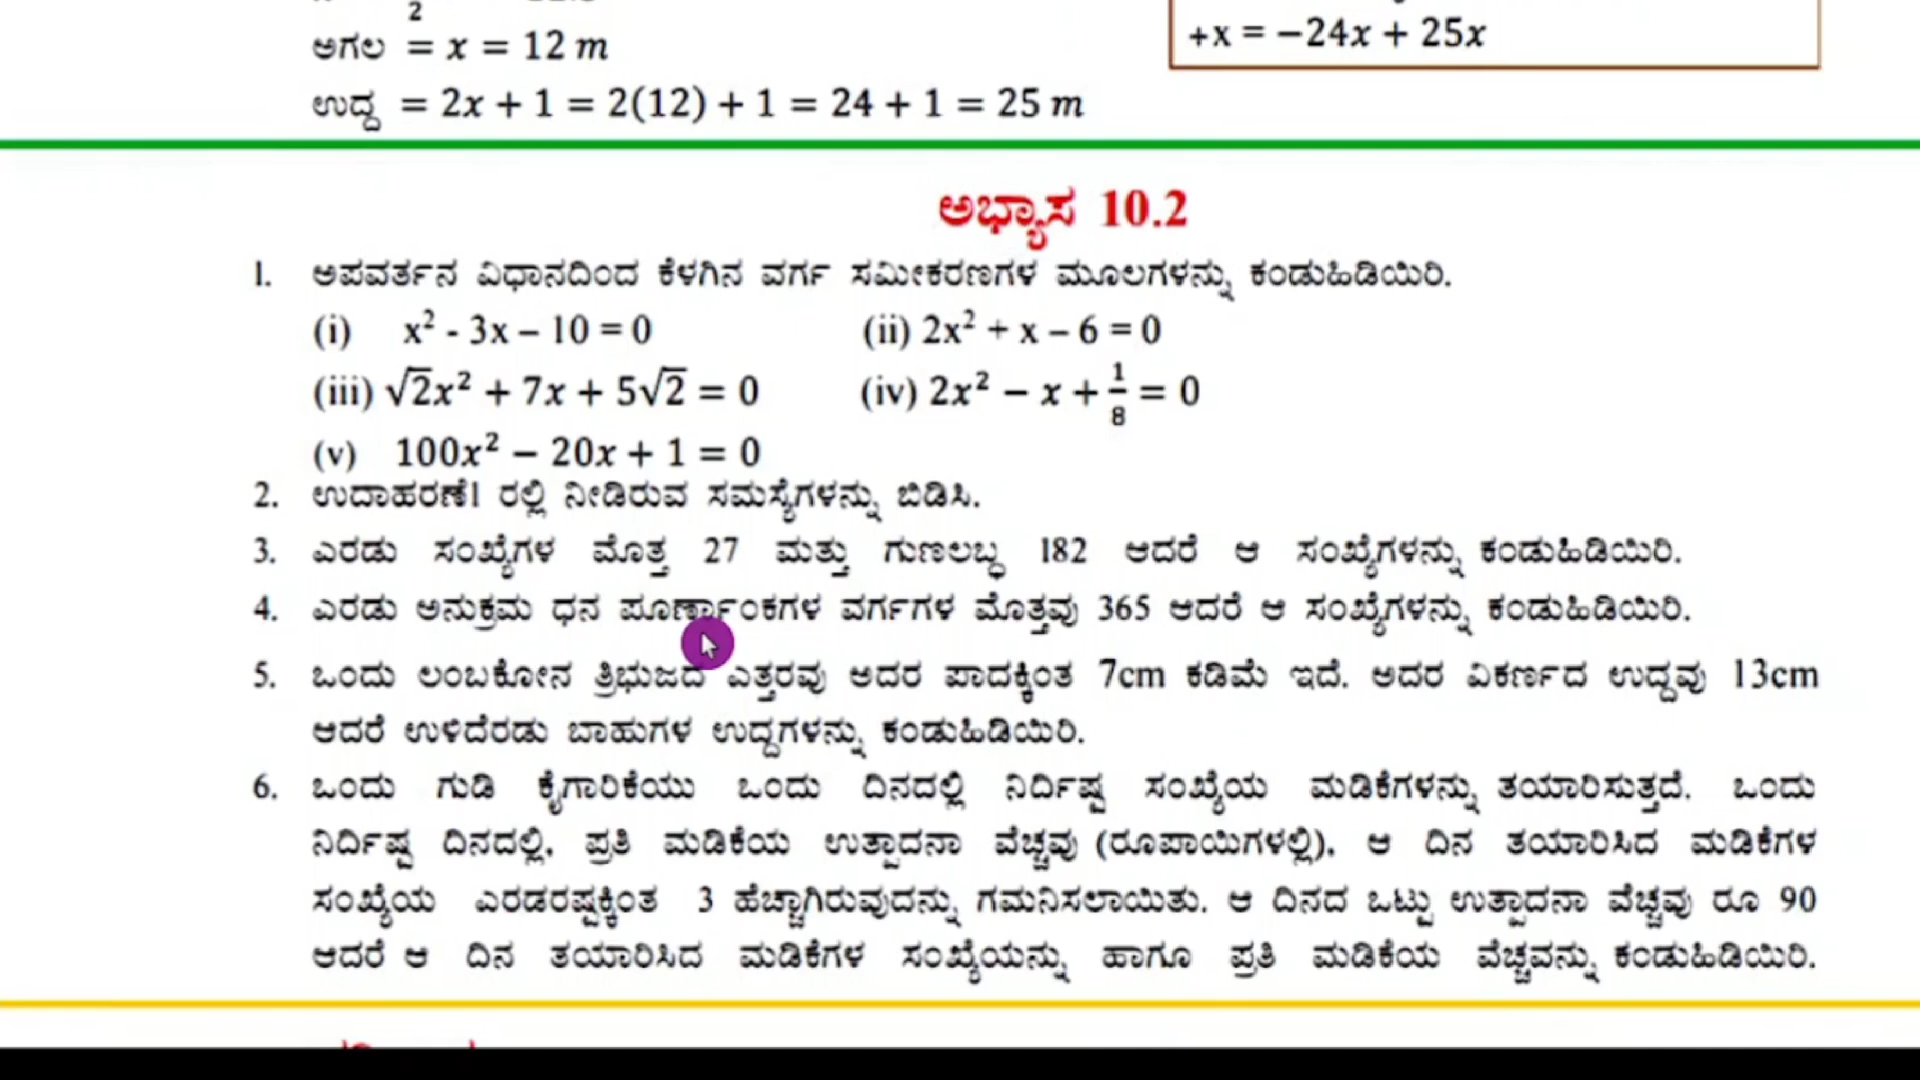 2
ಅಗಲ = x = 12 m
+x = −24x + 25x
ಉದ್ದ = 2x + 1 = 2(12) + 1 = 24 + 1 = 25 m
ಅಭ್ಯಾಸ 10.2
1. ಅಪವರ್ತನ ವಿಧಾನದಿಂದ ಕೆಳಗಿನ ವರ್ಗ ಸಮೀಕರಣಗಳ ಮೂಲಗಳನ್ನು ಕಂಡುಹಿಡಿಯಿರಿ.
(i) x² - 3x – 10 = 0 (ii) 2x² + x – 6 = 0
(iii) √2x² + 7x + 5√2 = 0 (iv) 2x² − x + 1/8 = 0
(v) 100x² − 20x + 1 = 0
2. ಉದಾಹರಣೆ1 ರಲ್ಲಿ ನೀಡಿರುವ ಸಮಸ್ಯೆಗಳನ್ನು ಬಿಡಿಸಿ.
3. ಎರಡು ಸಂಖ್ಯೆಗಳ ಮೊತ್ತ 27 ಮತ್ತು ಗುಣಲಬ್ಧ 182 ಆದರೆ ಆ ಸಂಖ್ಯೆಗಳನ್ನು ಕಂಡುಹಿಡಿಯಿರಿ.
4. ಎರಡು ಅನುಕ್ರಮ ಧನ ಪೂರ್ಣಾಂಕಗಳ ವರ್ಗಗಳ ಮೊತ್ತವು 365 ಆದರೆ ಆ ಸಂಖ್ಯೆಗಳನ್ನು ಕಂಡುಹಿಡಿಯಿರಿ.
5. ಒಂದು ಲಂಬಕೋನ ತ್ರಿಭುಜದ ಎತ್ತರವು ಅದರ ಪಾದಕ್ಕಿಂತ 7cm ಕಡಿಮೆ ಇದೆ. ಅದರ ವಿಕರ್ಣದ ಉದ್ದವು 13cm
ಆದರೆ ಉಳಿದೆರಡು ಬಾಹುಗಳ ಉದ್ದಗಳನ್ನು ಕಂಡುಹಿಡಿಯಿರಿ.
6. ಒಂದು ಗುಡಿ ಕೈಗಾರಿಕೆಯು ಒಂದು ದಿನದಲ್ಲಿ ನಿರ್ದಿಷ್ಟ ಸಂಖ್ಯೆಯ ಮಡಿಕೆಗಳನ್ನು ತಯಾರಿಸುತ್ತದೆ. ಒಂದು
ನಿರ್ದಿಷ್ಟ ದಿನದಲ್ಲಿ, ಪ್ರತಿ ಮಡಿಕೆಯ ಉತ್ಪಾದನಾ ವೆಚ್ಚವು (ರೂಪಾಯಿಗಳಲ್ಲಿ), ಆ ದಿನ ತಯಾರಿಸಿದ ಮಡಿಕೆಗಳ
ಸಂಖ್ಯೆಯ ಎರಡರಷ್ಟಕ್ಕಿಂತ 3 ಹೆಚ್ಚಾಗಿರುವುದನ್ನು ಗಮನಿಸಲಾಯಿತು. ಆ ದಿನದ ಒಟ್ಟು ಉತ್ಪಾದನಾ ವೆಚ್ಚವು ರೂ 90
ಆದರೆ ಆ ದಿನ ತಯಾರಿಸಿದ ಮಡಿಕೆಗಳ ಸಂಖ್ಯೆಯನ್ನು ಹಾಗೂ ಪ್ರತಿ ಮಡಿಕೆಯ ವೆಚ್ಚವನ್ನು ಕಂಡುಹಿಡಿಯಿರಿ.